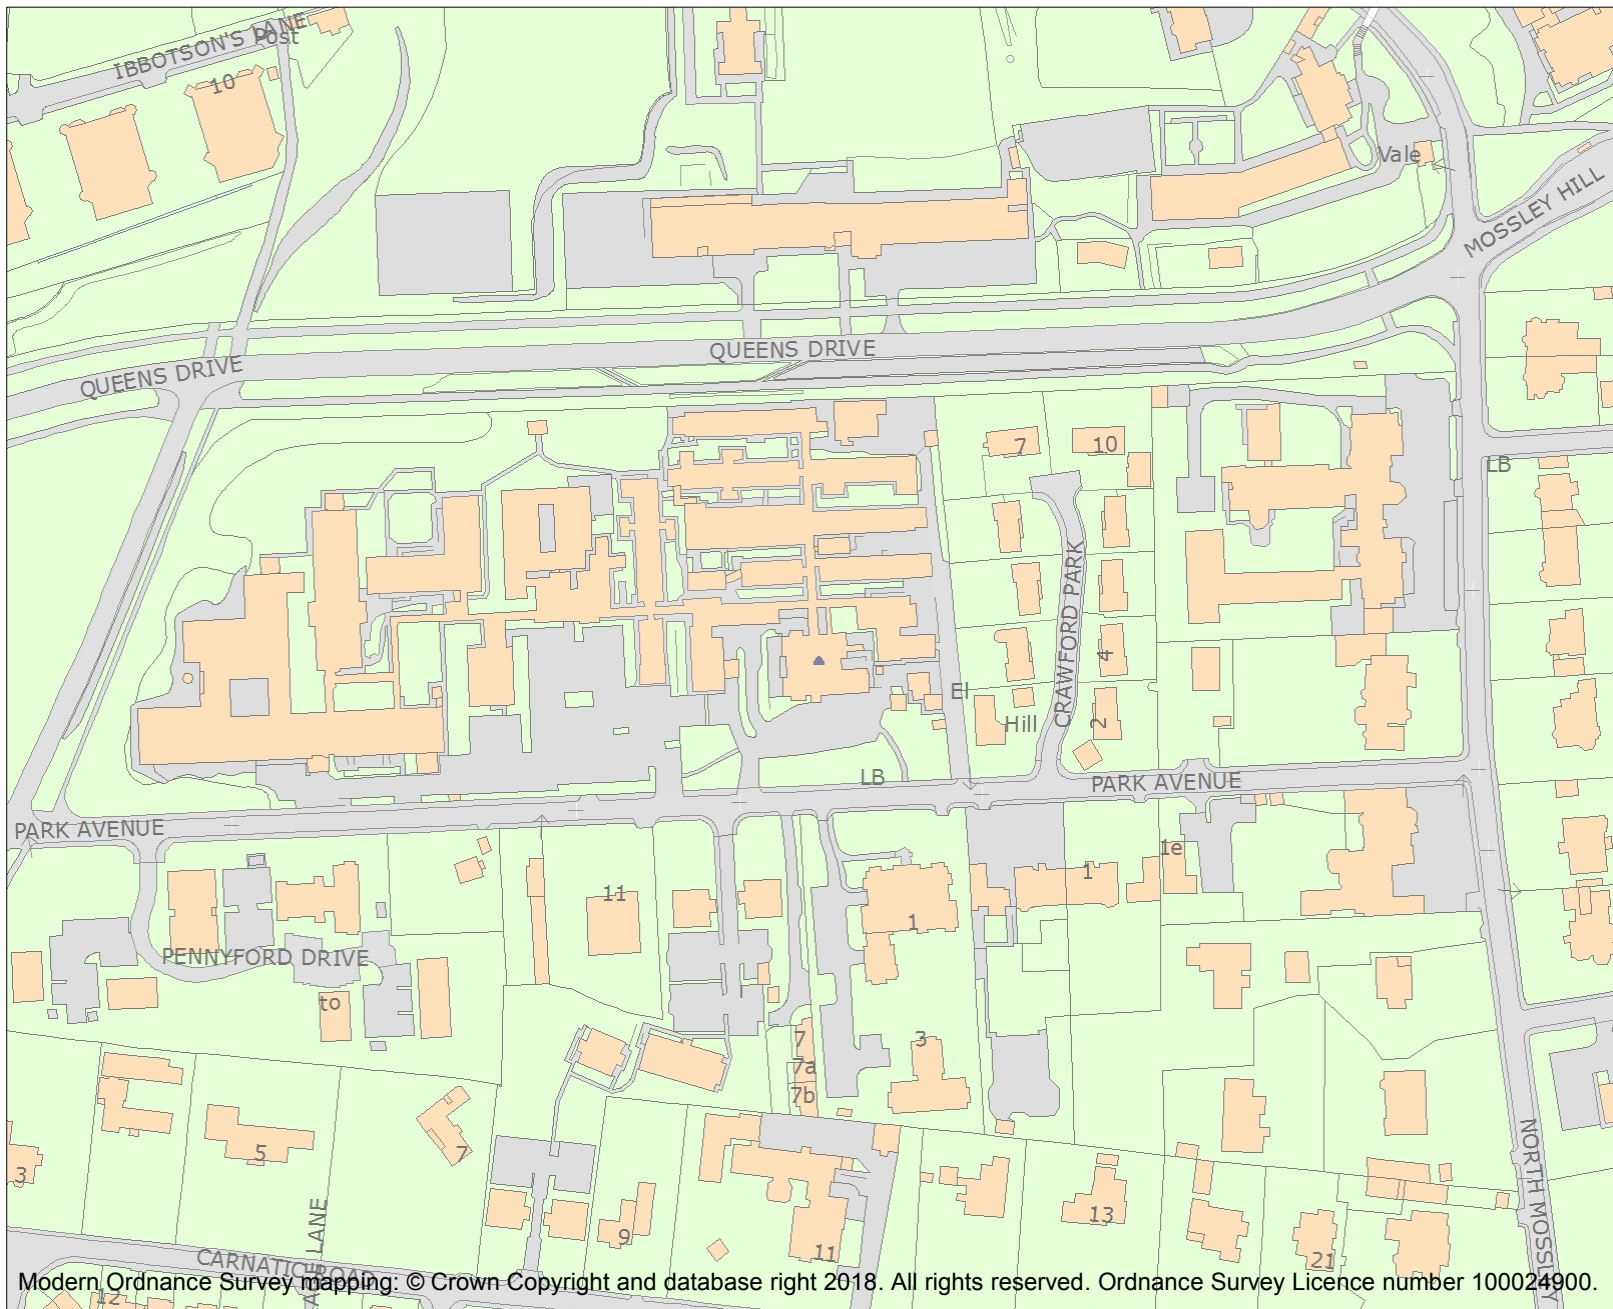 IBBOTSON'S LANE
Post
10
Vale
MOSSLEY HILL
QUEENS DRIVE
QUEENS DRIVE
7
10
LB
CRAWFORD PARK
4
El
Hill
2
LB
PARK AVENUE
PARK AVENUE
1e
1
11
1
PENNYFORD DRIVE
to
7
7a
7b
3
5
7
3
NORTH MOSSLEY
13
9
11
21
LANE
CARNATIC ROAD
12
Modern Ordnance Survey mapping: © Crown Copyright and database right 2018. All rights reserved. Ordnance Survey Licence number 100024900.